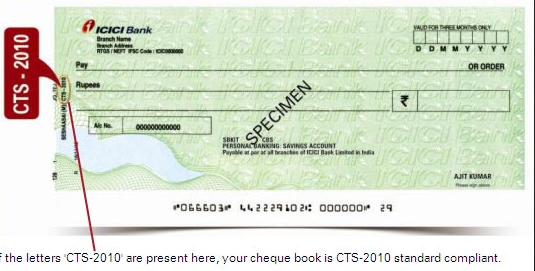 ICICI Bank
Branch Name
Branch Address
RTGS / NEFT IFSC Code : ICIC0000000
VALID FOR THREE MONTHS ONLY
D D M M Y Y Y Y
CTS - 2010
Pay
OR ORDER
Rupees
₹
CTS - 2010
A/c No.
000000000000
SPECIMEN
SBKIT CBS
PERSONAL BANKING: SAVINGS ACCOUNT
Payable at par at all branches of ICICI Bank Limited in India
AJIT KUMAR
Please sign above
⑈066603⑈ 442229102⑆ 000000⑈ 29
f the letters 'CTS-2010' are present here, your cheque book is CTS-2010 standard compliant.